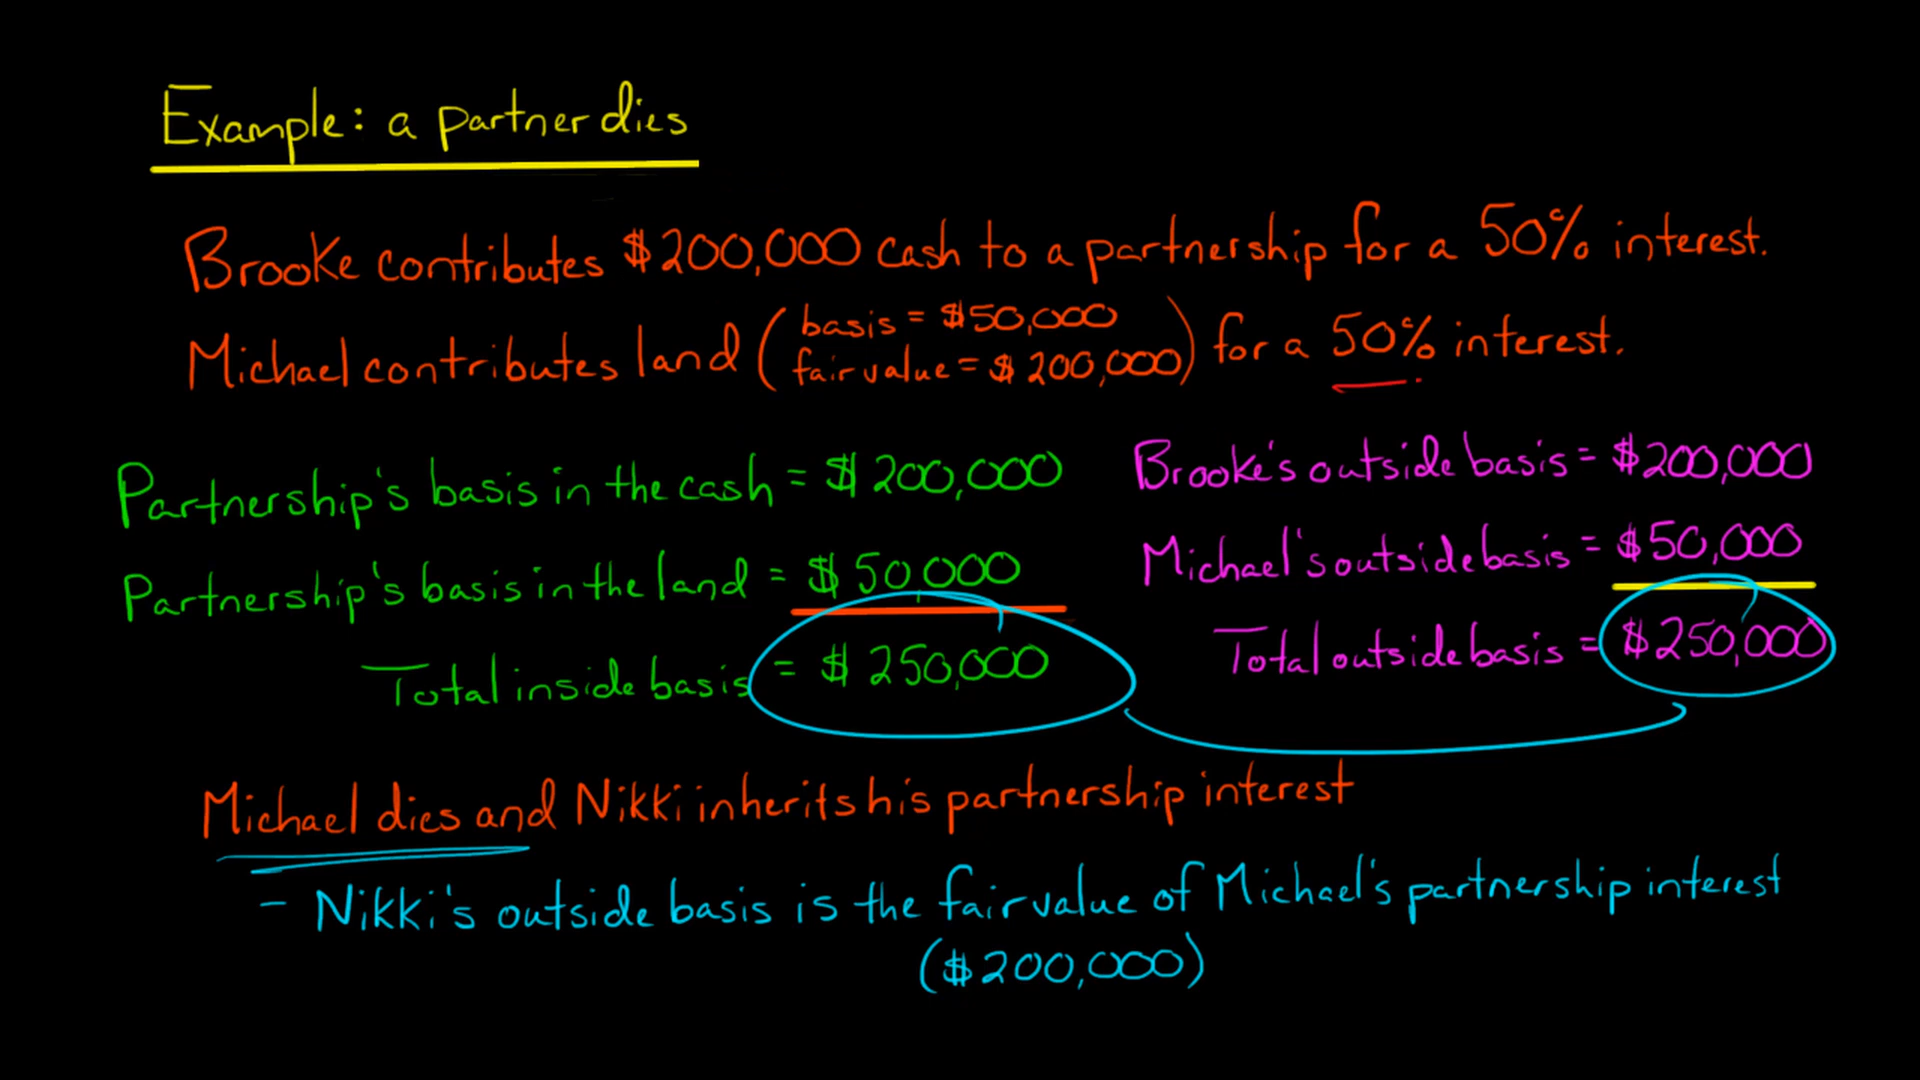 Example: a partner dies
Brooke contributes $200,000 cash to a partnership for a 50% interest.
Michael contributes land (basis = $50,000 fair value = $200,000) for a 50% interest.
Partnership's basis in the cash = $200,000
Partnership's basis in the land = $50,000
Total inside basis = $250,000
Brooke's outside basis = $200,000
Michael's outside basis = $50,000
Total outside basis = $250,000
Michael dies and Nikki inherits his partnership interest
- Nikki's outside basis is the fair value of Michael's partnership interest
($200,000)